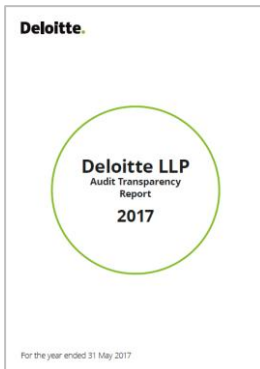 Deloitte.
Deloitte LLP
Audit Transparency
Report
2017
For the year ended 31 May 2017